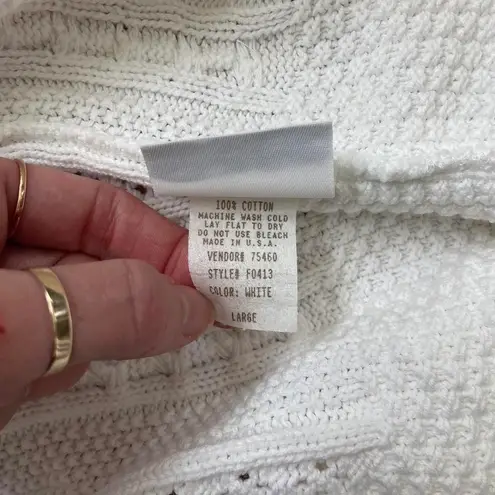 100% COTTON
MACHINE WASH COLD
LAY FLAT TO DRY
DO NOT USE BLEACH
MADE IN U.S.A.
VENDOR# 75460
STYLE# F0413
COLOR: WHITE
LARGE